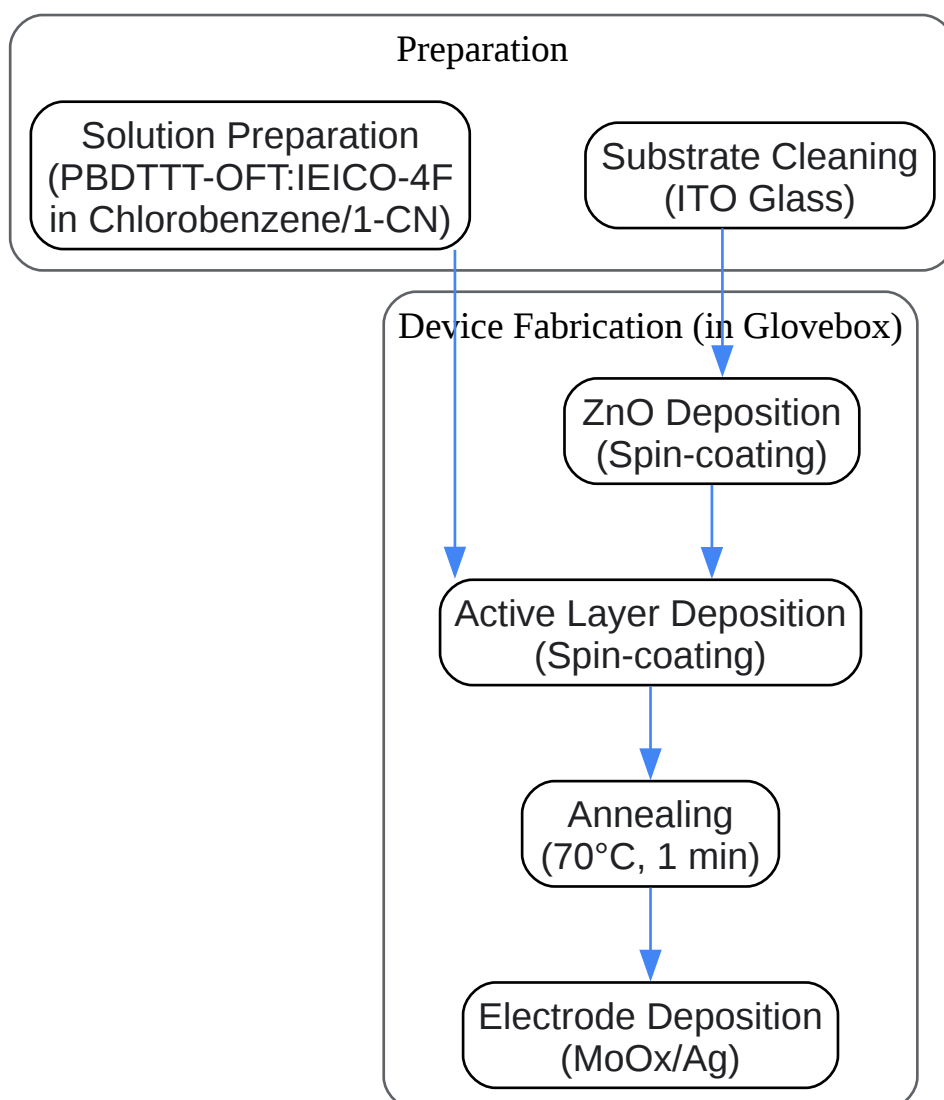 Preparation
Solution Preparation
(PBDTTT-OFT:IEICO-4F
in Chlorobenzene/1-CN)
Substrate Cleaning
(ITO Glass)
Device Fabrication (in Glovebox)
ZnO Deposition
(Spin-coating)
Active Layer Deposition
(Spin-coating)
Annealing
(70°C, 1 min)
Electrode Deposition
(MoOx/Ag)